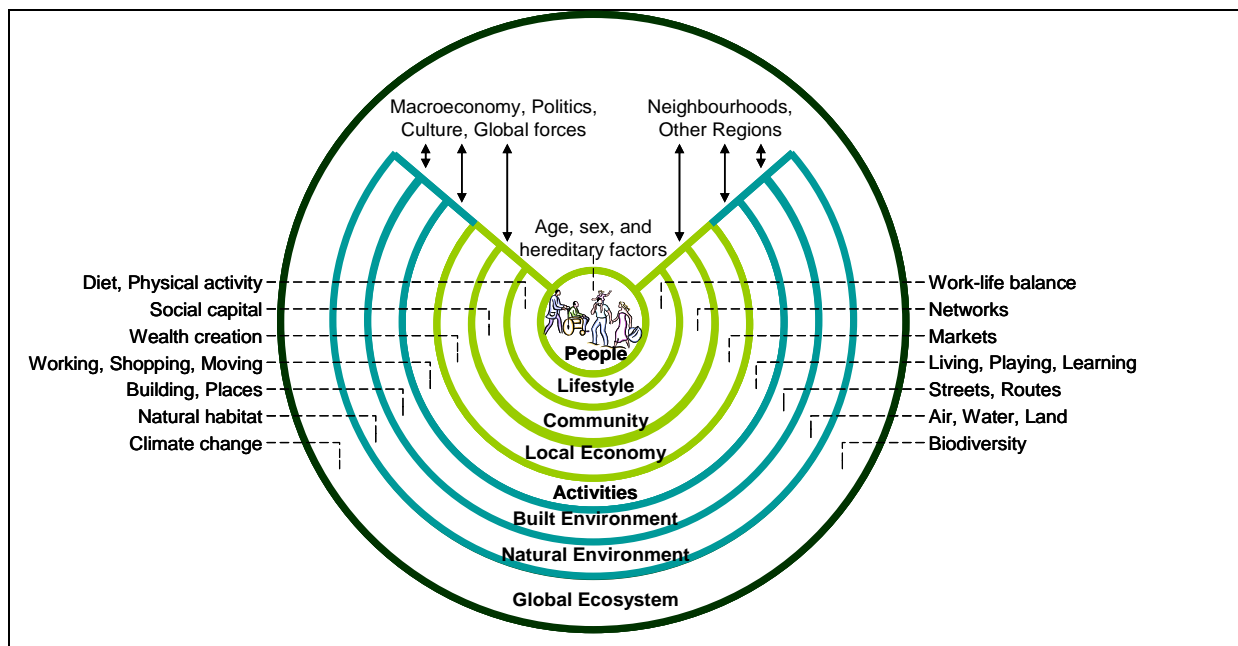 Macroeconomy, Politics,
Culture, Global forces
Neighbourhoods,
Other Regions
Age, sex, and
hereditary factors
Diet, Physical activity
Social capital
Wealth creation
Working, Shopping, Moving
Building, Places
Natural habitat
Climate change
Work-life balance
Networks
Markets
Living, Playing, Learning
Streets, Routes
Air, Water, Land
Biodiversity
People
Lifestyle
Community
Local Economy
Activities
Built Environment
Natural Environment
Global Ecosystem